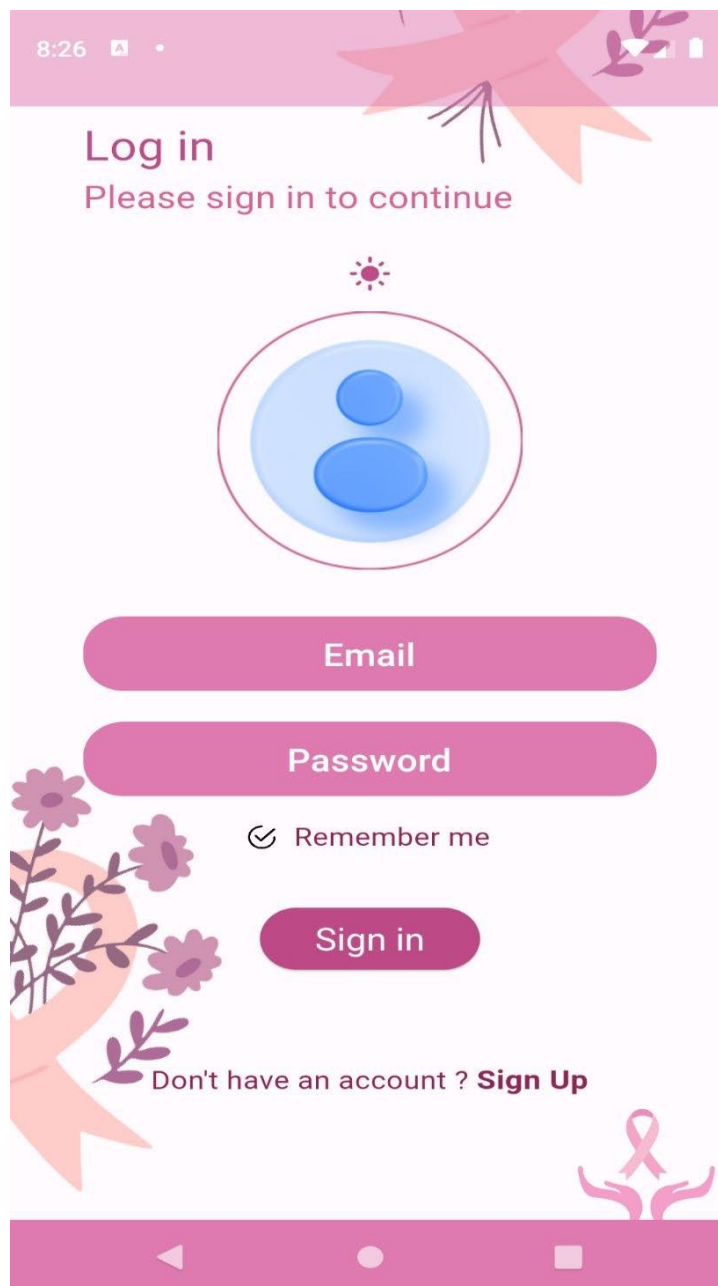 8:26 A
Log in
Please sign in to continue
Email
Password
Remember me
Sign in
Don't have an account ? Sign Up